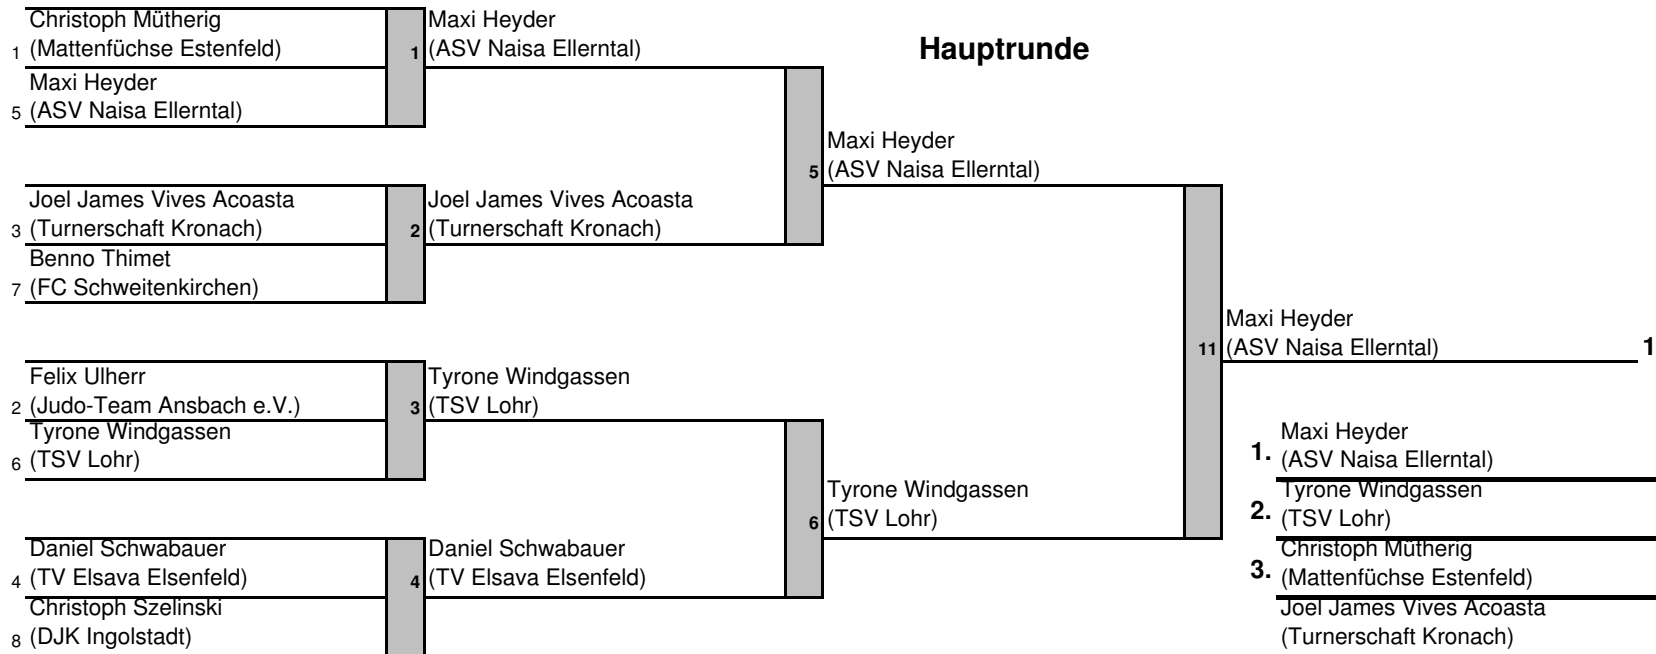 Hauptrunde
Christoph Mütherig
1 (Mattenfüchse Estenfeld)
Maxi Heyder
5 (ASV Naisa Ellerntal)
Joel James Vives Acoasta
3 (Turnerschaft Kronach)
Benno Thimet
7 (FC Schweitenkirchen)
Felix Ulherr
2 (Judo-Team Ansbach e.V.)
Tyrone Windgassen
6 (TSV Lohr)
Daniel Schwabauer
4 (TV Elsava Elsenfeld)
Christoph Szelinski
8 (DJK Ingolstadt)
Maxi Heyder
1 (ASV Naisa Ellerntal)
Joel James Vives Acoasta
2 (Turnerschaft Kronach)
Tyrone Windgassen
3 (TSV Lohr)
Daniel Schwabauer
4 (TV Elsava Elsenfeld)
Maxi Heyder
5 (ASV Naisa Ellerntal)
Tyrone Windgassen
6 (TSV Lohr)
Maxi Heyder
11 (ASV Naisa Ellerntal) 1
Maxi Heyder
1. (ASV Naisa Ellerntal)
Tyrone Windgassen
2. (TSV Lohr)
Christoph Mütherig
3. (Mattenfüchse Estenfeld)
Joel James Vives Acoasta
(Turnerschaft Kronach)